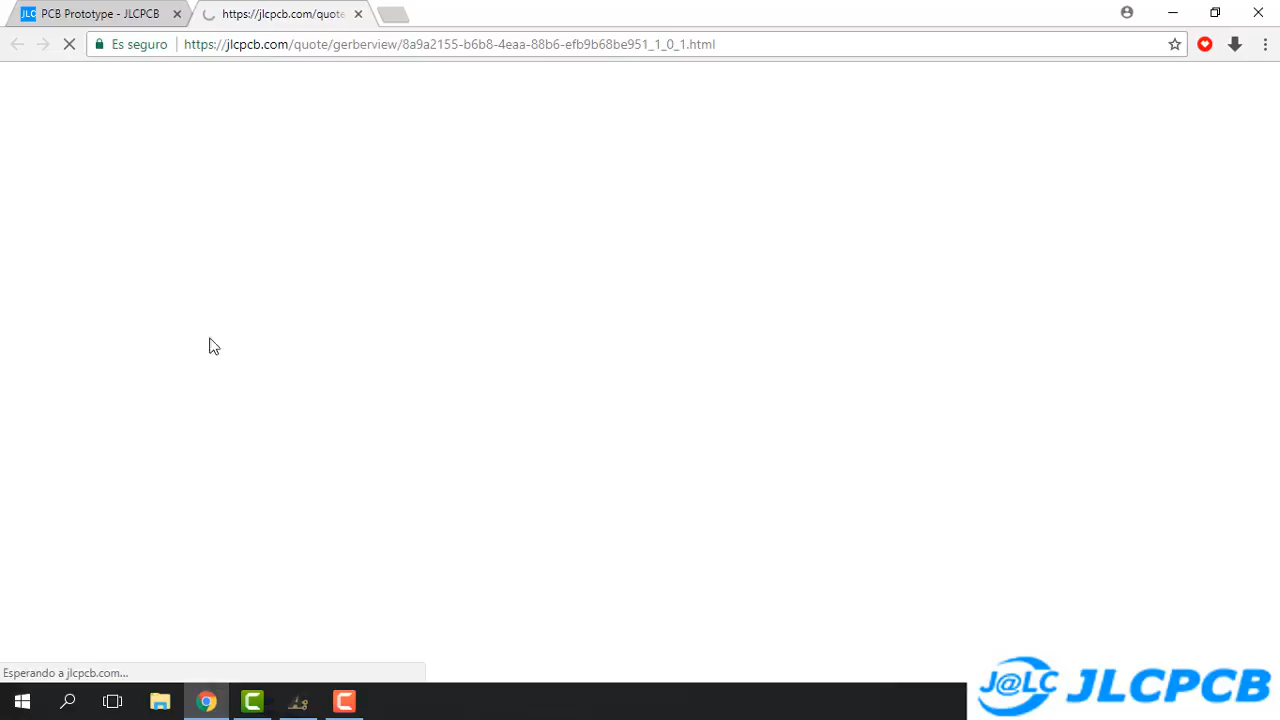 JLC PCB Prototype - JLCPCB
https://jlcpcb.com/quote
Es seguro
https://jlcpcb.com/quote/gerberview/8a9a2155-b6b8-4eaa-88b6-efb9b68be951_1_0_1.html
Esperando a jlcpcb.com...
J@LC JLCPCB